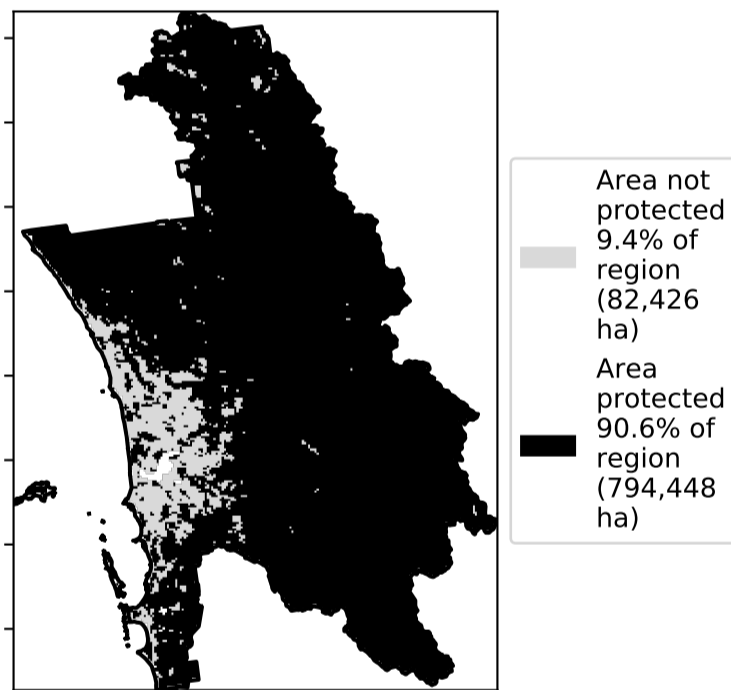 Area not
protected
9.4% of
region
(82,426
ha)
Area
protected
90.6% of
region
(794,448
ha)